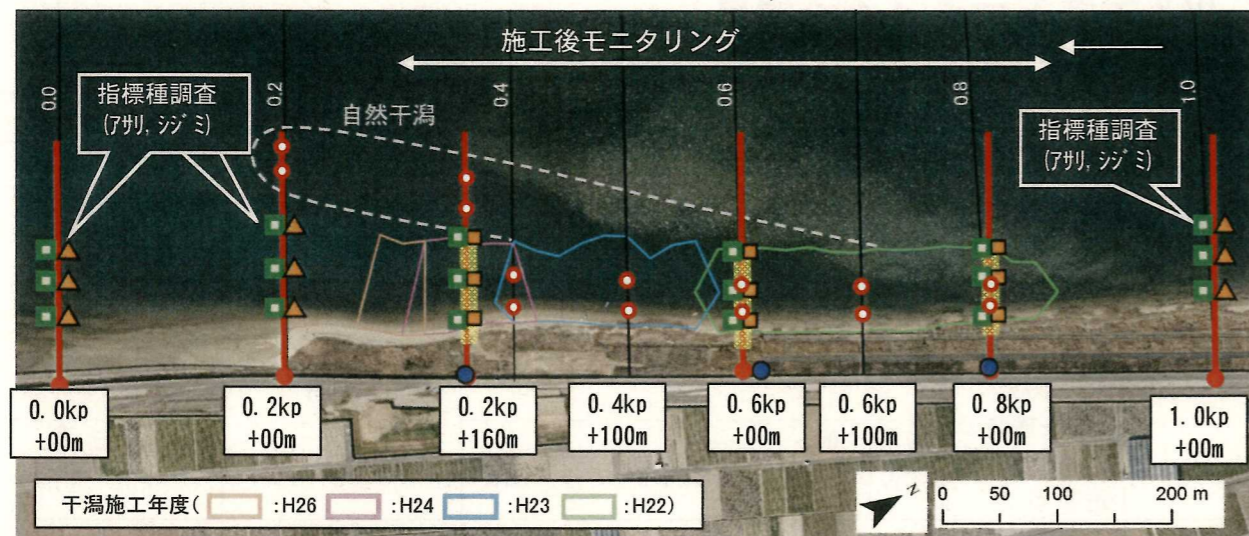 施工後モニタリング
0.0
0.2
0.4
0.6
0.8
1.0
指標種調査
(アサリ, シジミ)
自然干潟
指標種調査
(アサリ, シジミ)
0.0kp
+00m
0.2kp
+00m
0.2kp
+160m
0.4kp
+100m
0.6kp
+00m
0.6kp
+100m
0.8kp
+00m
1.0kp
+00m
干潟施工年度( :H26 :H24 :H23 :H22)
N
0 50 100 200 m